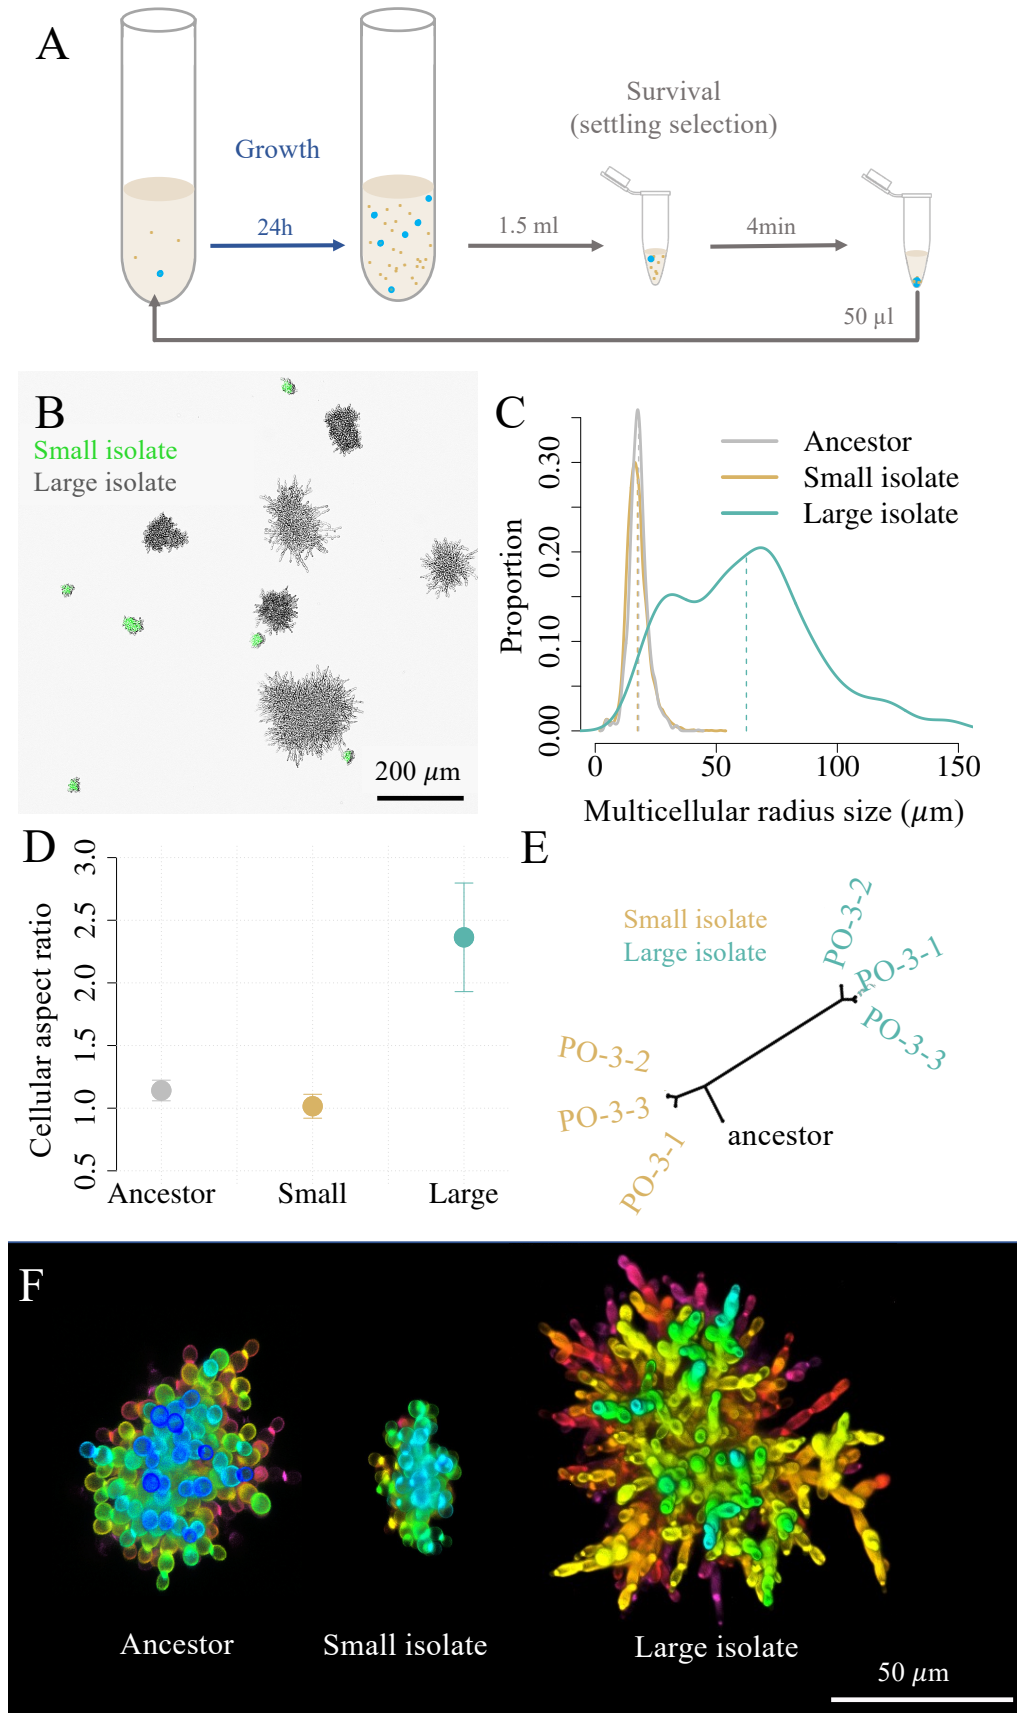 A
Survival
(settling selection)
Growth
24h
1.5 ml
4min
50 µl
B
Small isolate
Large isolate
200 µm
C
Ancestor
Small isolate
Large isolate
Proportion
0.00
0.10
0.20
0.30
0
50
100
150
Multicellular radius size (µm)
D
Cellular aspect ratio
0.5
1.0
1.5
2.0
2.5
3.0
Ancestor
Small
Large
E
Small isolate
Large isolate
PO-3-2
PO-3-1
PO-3-3
PO-3-2
PO-3-3
PO-3-1
ancestor
F
Ancestor
Small isolate
Large isolate
50 µm